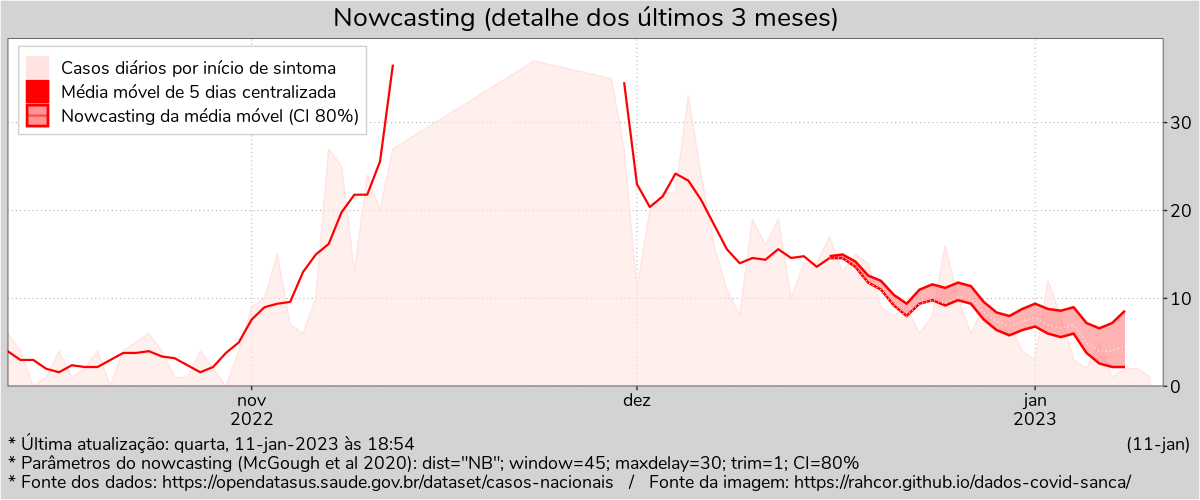 Nowcasting (detalhe dos últimos 3 meses)
Casos diários por início de sintoma
Média móvel de 5 dias centralizada
Nowcasting da média móvel (CI 80%)
30
20
10
0
nov
2022
dez
jan
2023
* Última atualização: quarta, 11-jan-2023 às 18:54
(11-jan)
* Parâmetros do nowcasting (McGough et al 2020): dist="NB"; window=45; maxdelay=30; trim=1; CI=80%
* Fonte dos dados: https://opendatasus.saude.gov.br/dataset/casos-nacionais / Fonte da imagem: https://rahcor.github.io/dados-covid-sanca/